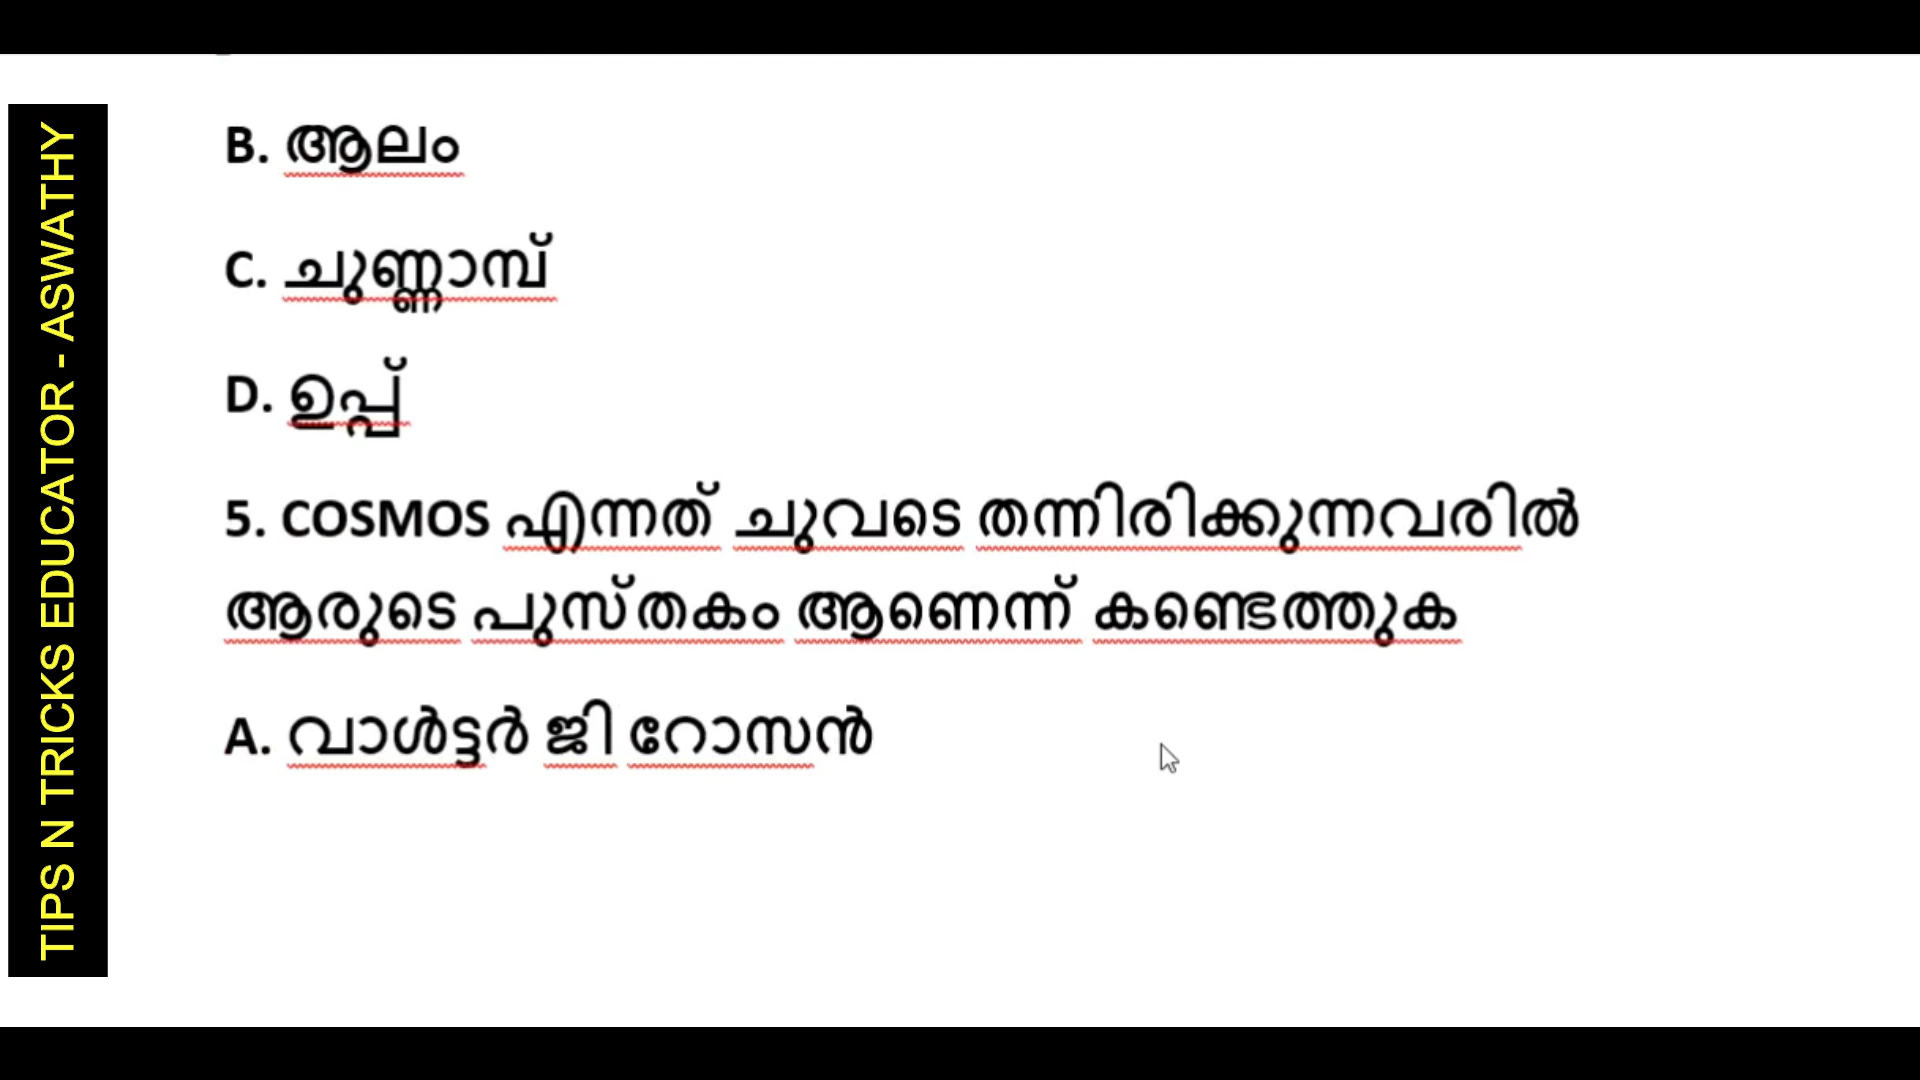 TIPS N TRICKS EDUCATOR - ASWATHY
B. ആലം
C. ചുണ്ണാമ്പ്
D. ഉപ്പ്
5. COSMOS എന്നത് ചുവടെ തന്നിരിക്കുന്നവരിൽ
ആരുടെ പുസ്തകം ആണെന്ന് കണ്ടെത്തുക
A. വാൾട്ടർ ജി റോസൻ